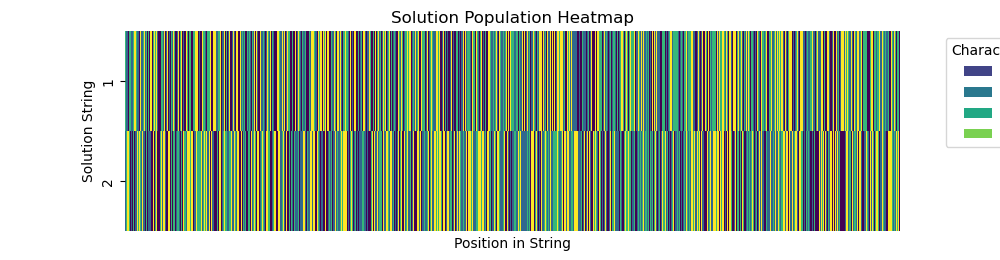 Solution Population Heatmap
Charac
Solution String
1
2
Position in String